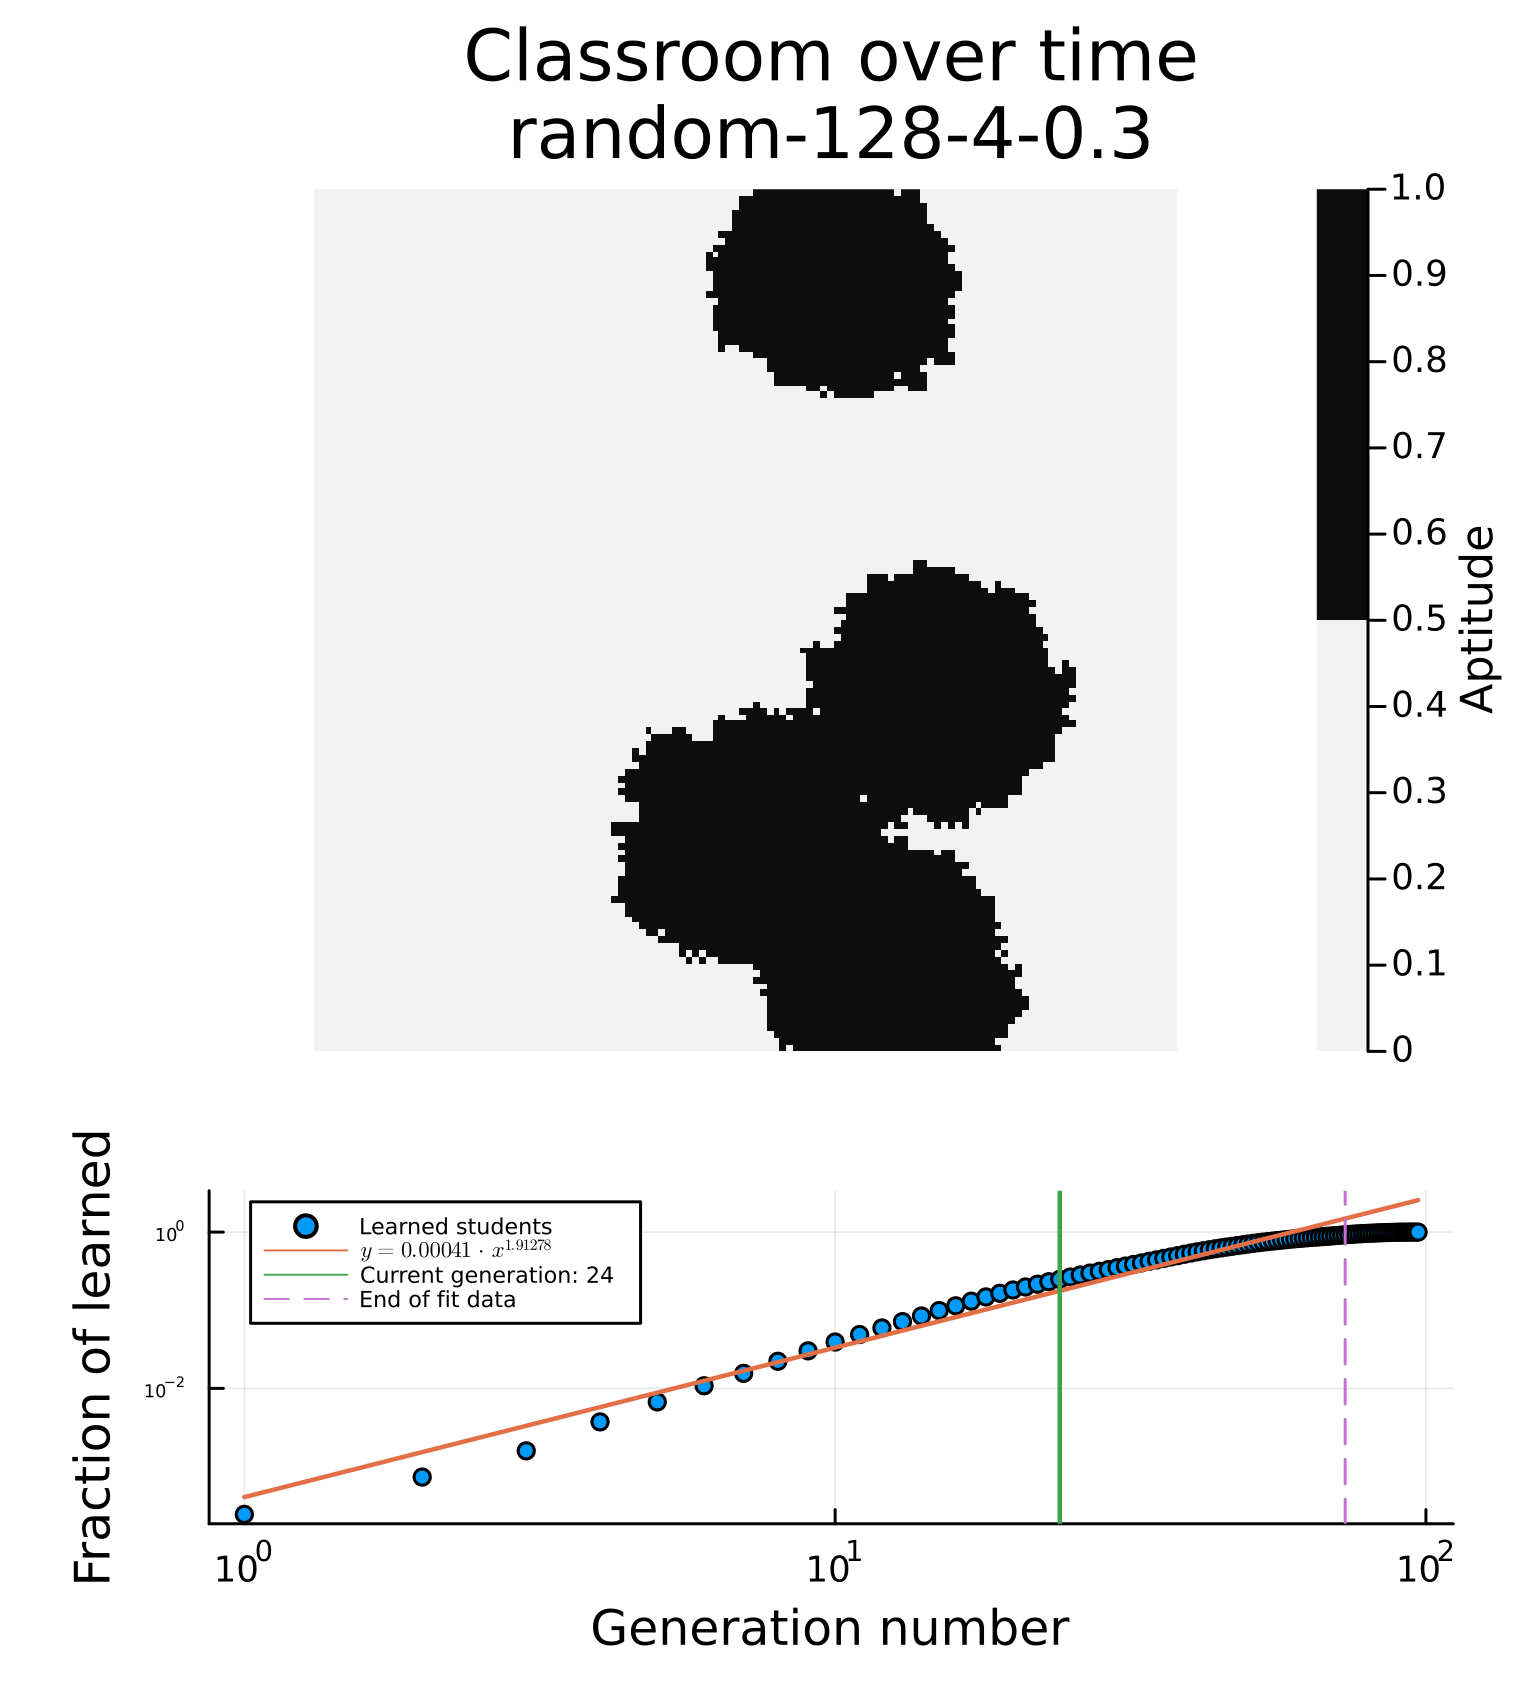 Classroom over time
random-128-4-0.3
1.0
0.9
0.8
0.7
0.6
0.5
0.4
0.3
0.2
0.1
0
Aptitude
Fraction of learned
10^0
10^-2
Learned students
y = 0.00041 · x^1.91278
Current generation: 24
End of fit data
10^0
10^1
10^2
Generation number